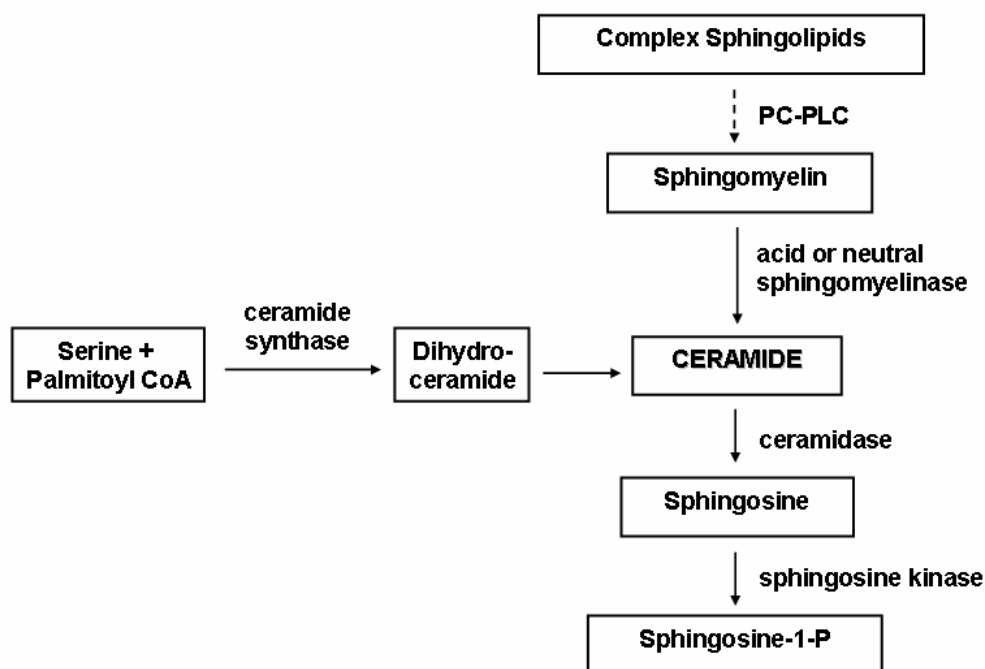 Complex Sphingolipids
PC-PLC
Sphingomyelin
acid or neutral
sphingomyelinase
ceramide
synthase
Serine +
Palmitoyl CoA
Dihydro-
ceramide
CERAMIDE
ceramidase
Sphingosine
sphingosine kinase
Sphingosine-1-P